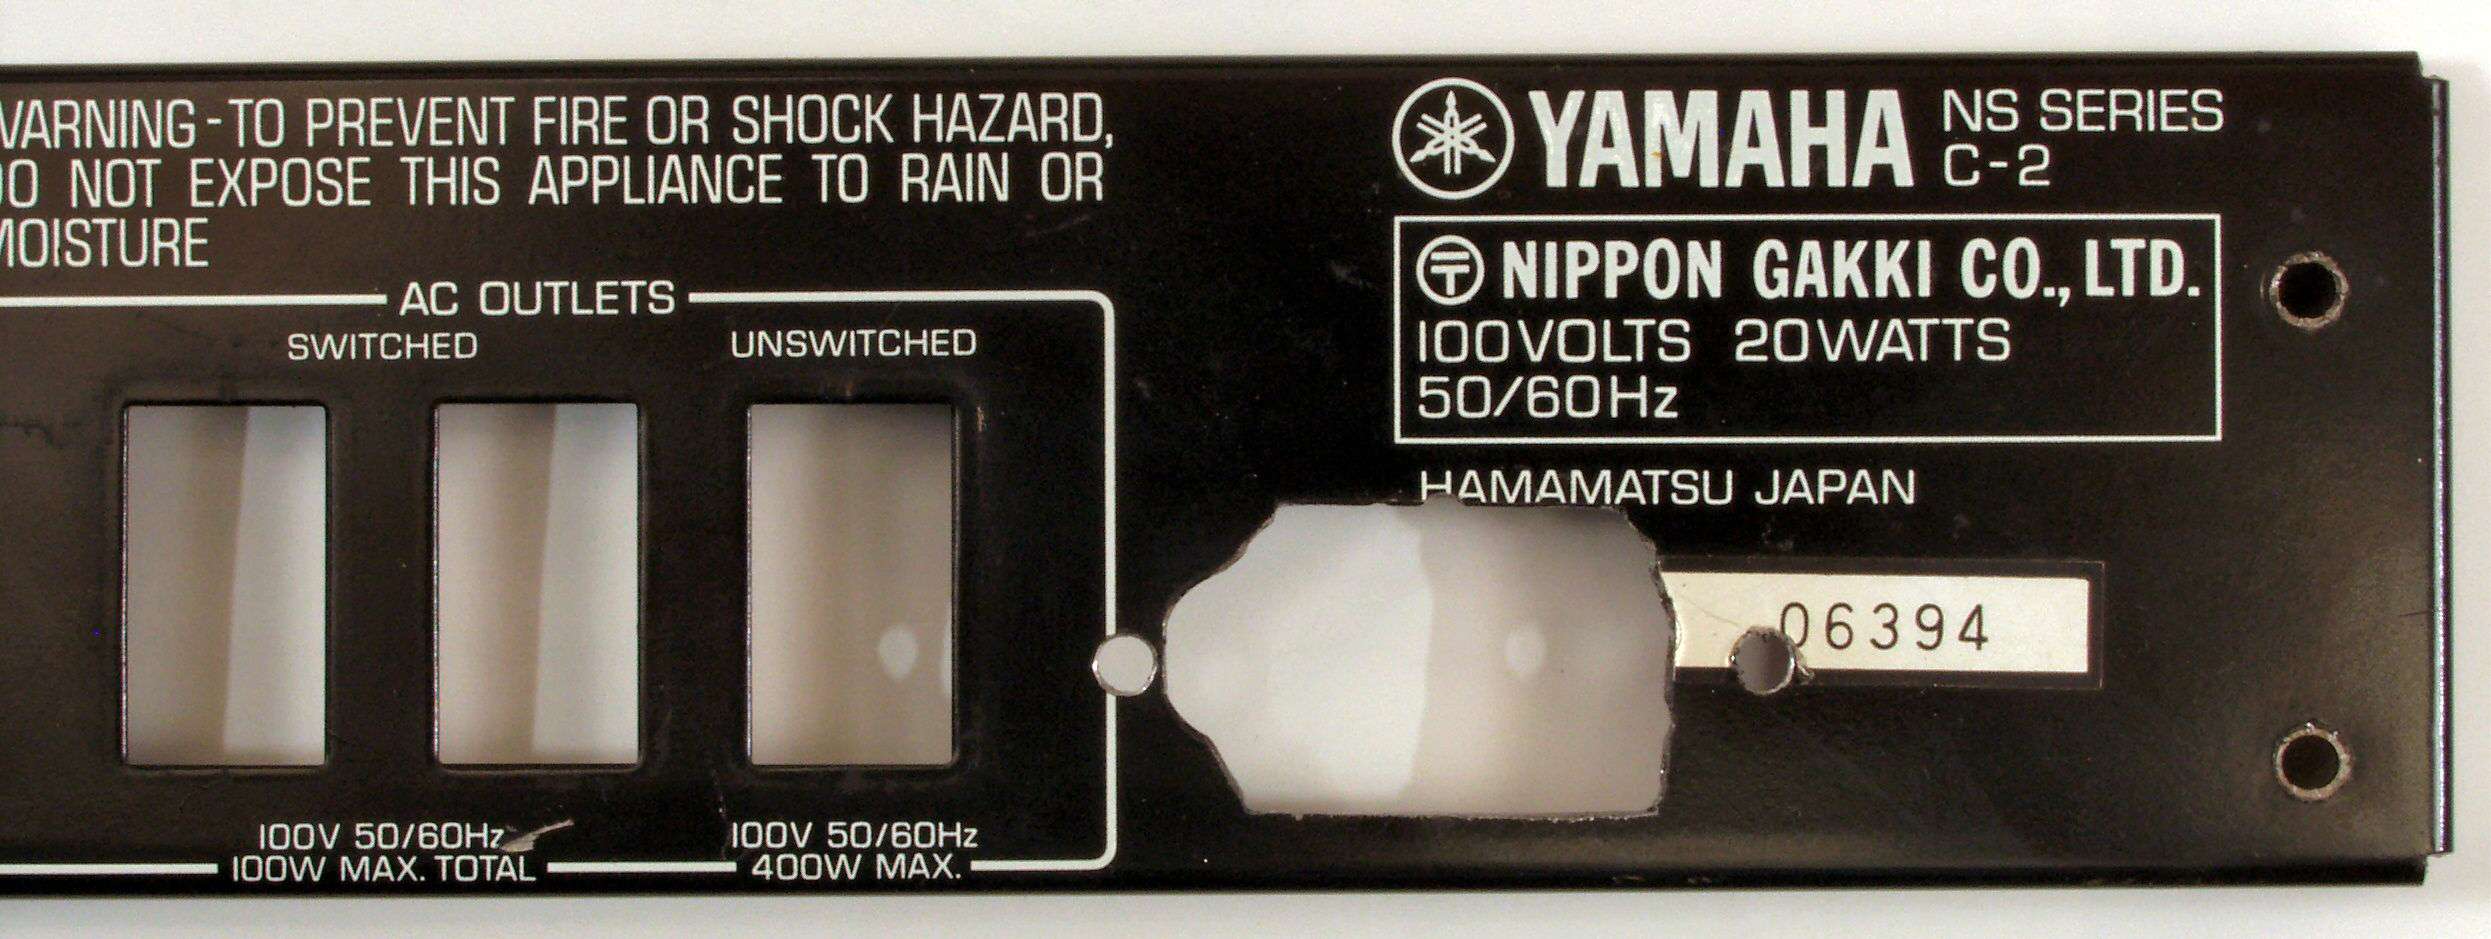 WARNING-TO PREVENT FIRE OR SHOCK HAZARD,
DO NOT EXPOSE THIS APPLIANCE TO RAIN OR
MOISTURE
AC OUTLETS
SWITCHED
UNSWITCHED
100V 50/60Hz
100W MAX. TOTAL
100V 50/60Hz
400W MAX.
YAMAHA NS SERIES
C-2
NIPPON GAKKI CO., LTD.
100VOLTS 20WATTS
50/60Hz
HAMAMATSU JAPAN
06394